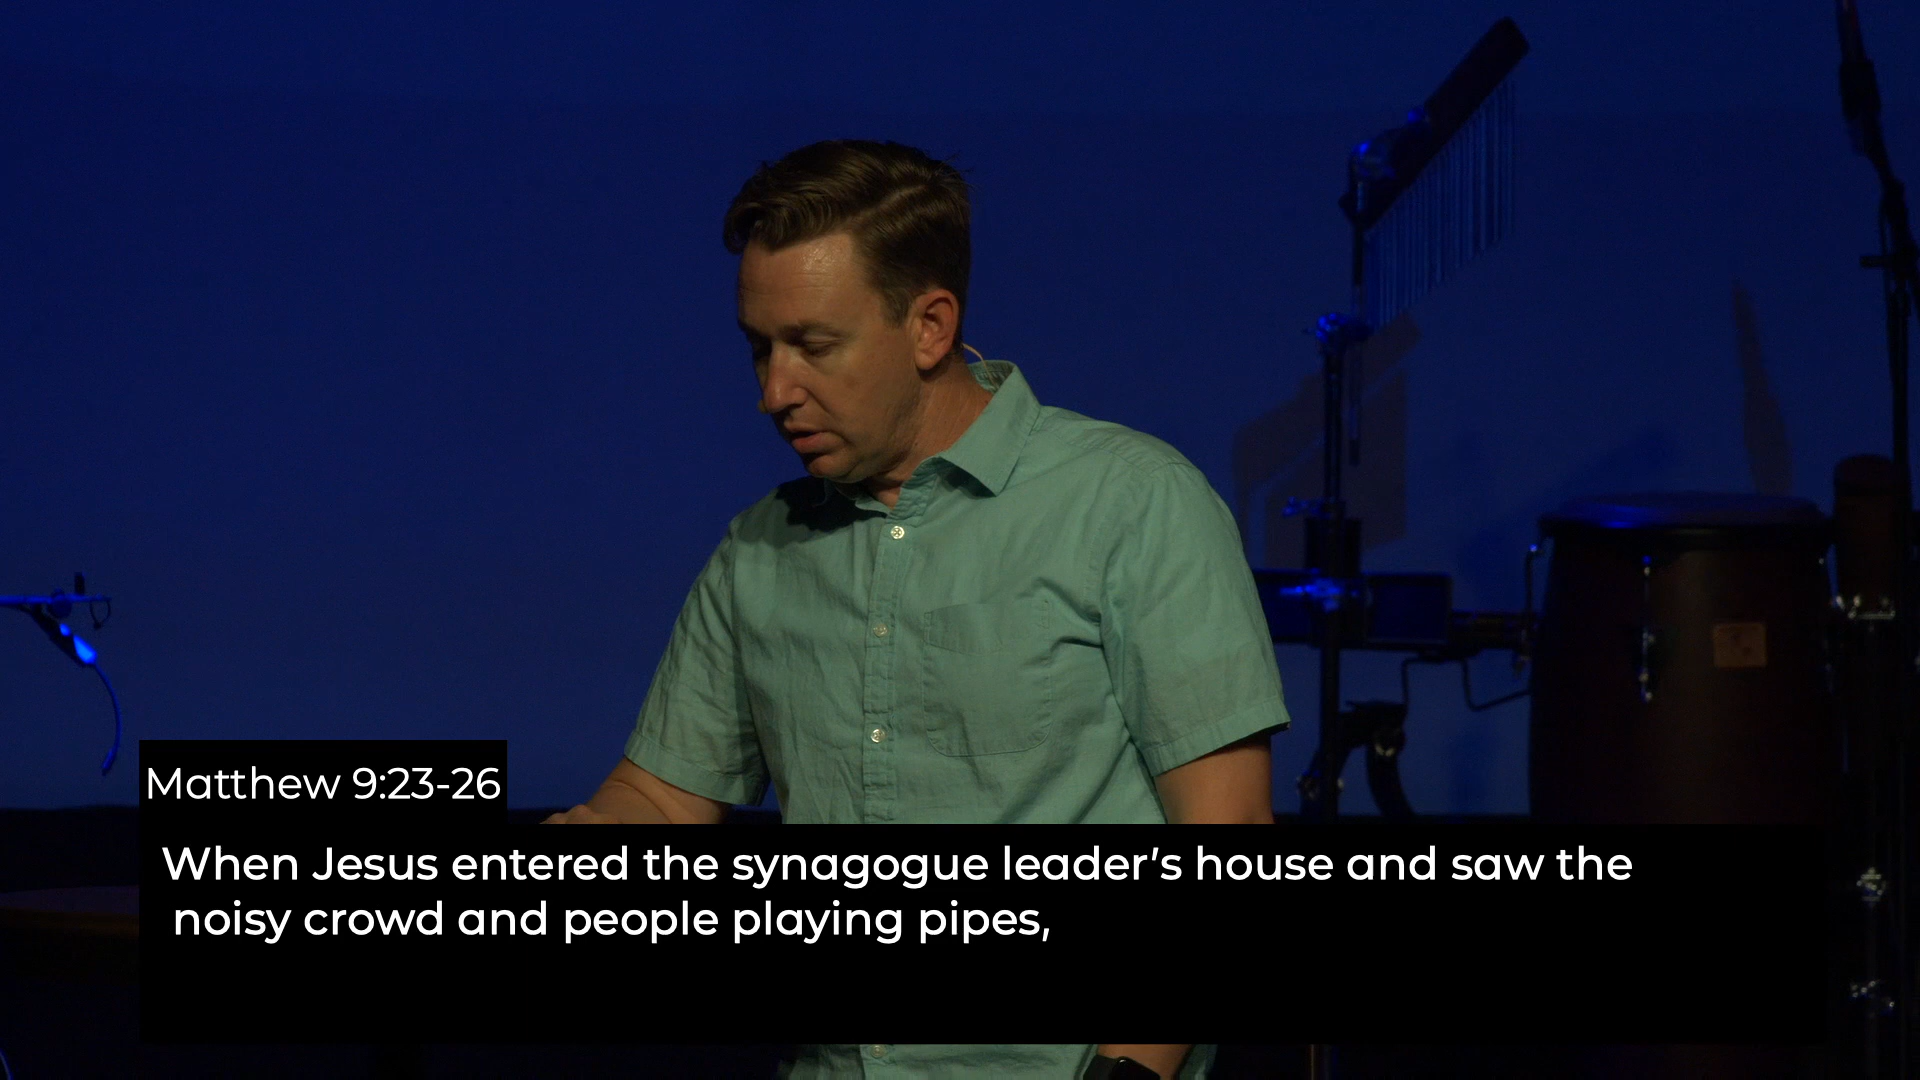 Matthew 9:23-26
When Jesus entered the synagogue leader’s house and saw the
noisy crowd and people playing pipes,